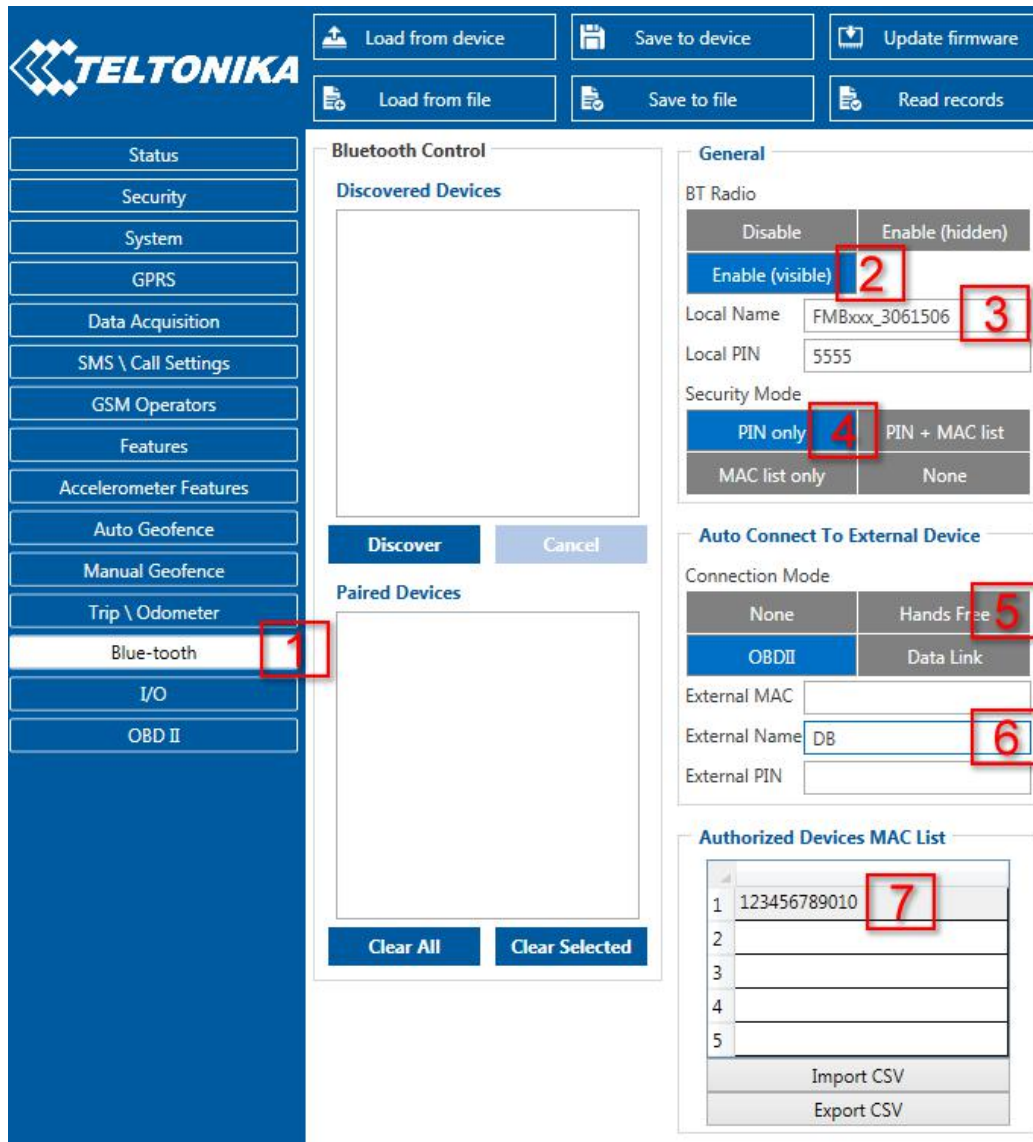 TELTONIKA
Load from device
Save to device
Update firmware
Load from file
Save to file
Read records
Status
Security
System
GPRS
Data Acquisition
SMS \ Call Settings
GSM Operators
Features
Accelerometer Features
Auto Geofence
Manual Geofence
Trip \ Odometer
Blue-tooth 1
I/O
OBD II
Bluetooth Control
Discovered Devices
Discover Cancel
Paired Devices
Clear All Clear Selected
General
BT Radio
Disable Enable (hidden)
Enable (visible) 2
Local Name FMBxxx_3061506 3
Local PIN 5555
Security Mode
PIN only 4 PIN + MAC list
MAC list only None
Auto Connect To External Device
Connection Mode
None Hands Free 5
OBDII Data Link
External MAC
External Name DB 6
External PIN
Authorized Devices MAC List
1 123456789010 7
2
3
4
5
Import CSV
Export CSV